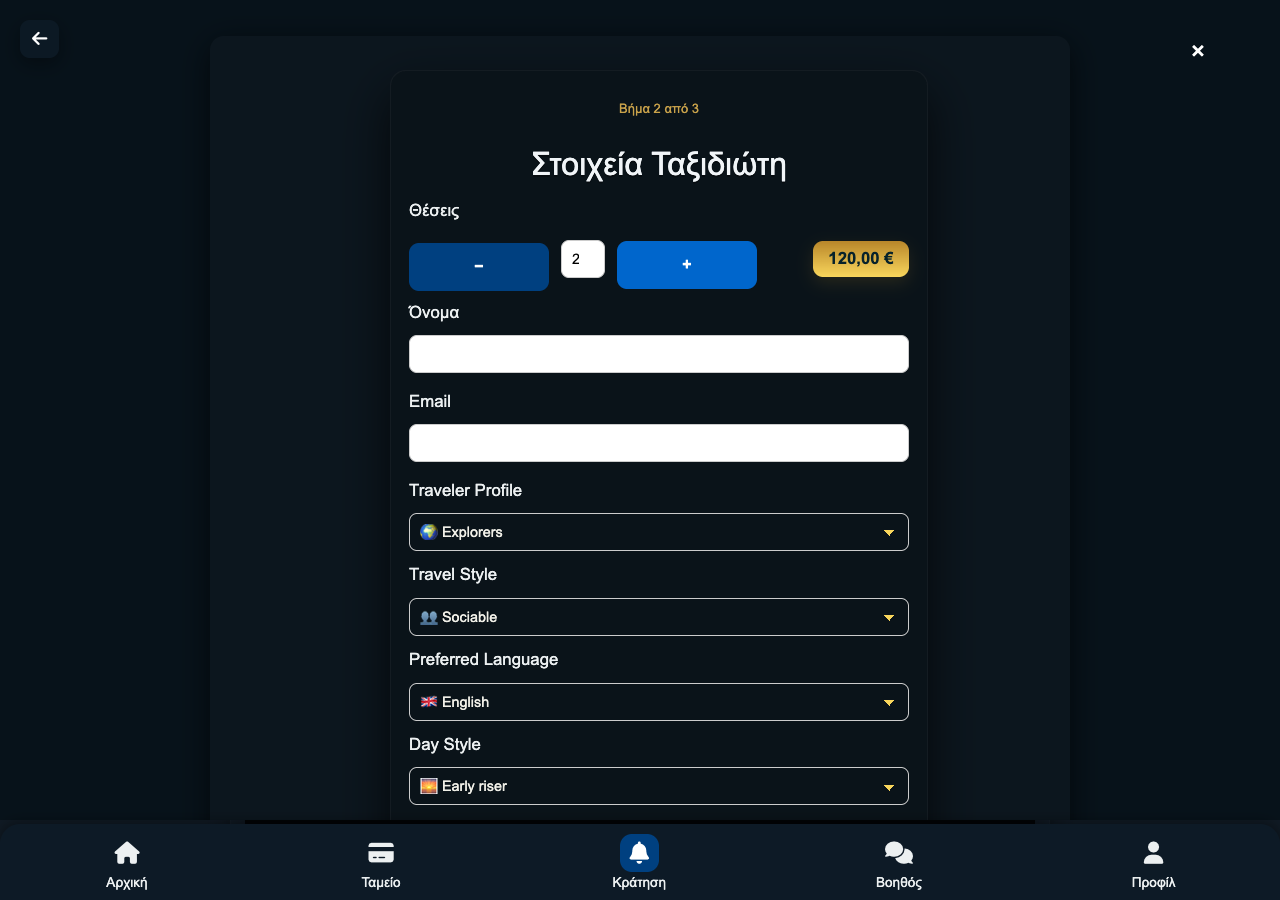 Βήμα 2 από 3
Στοιχεία Ταξιδιώτη
Θέσεις
− 2 + 120,00 €
Όνομα
Email
Traveler Profile
🌍 Explorers
Travel Style
👥 Sociable
Preferred Language
🇬🇧 English
Day Style
🌅 Early riser
Αρχική Ταμείο Κράτηση Βοηθός Προφίλ